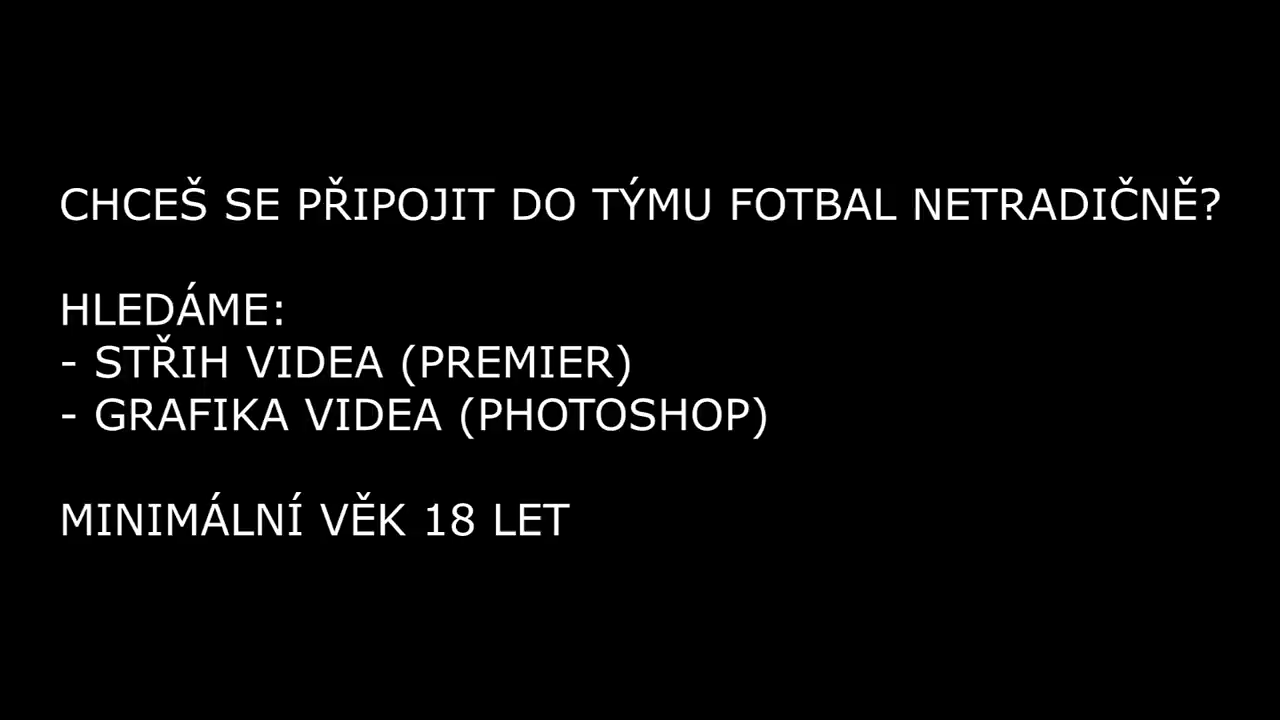 CHCEŠ SE PŘIPOJIT DO TÝMU FOTBAL NETRADIČNĚ?
HLEDÁME:
- STŘIH VIDEA (PREMIER)
- GRAFIKA VIDEA (PHOTOSHOP)
MINIMÁLNÍ VĚK 18 LET